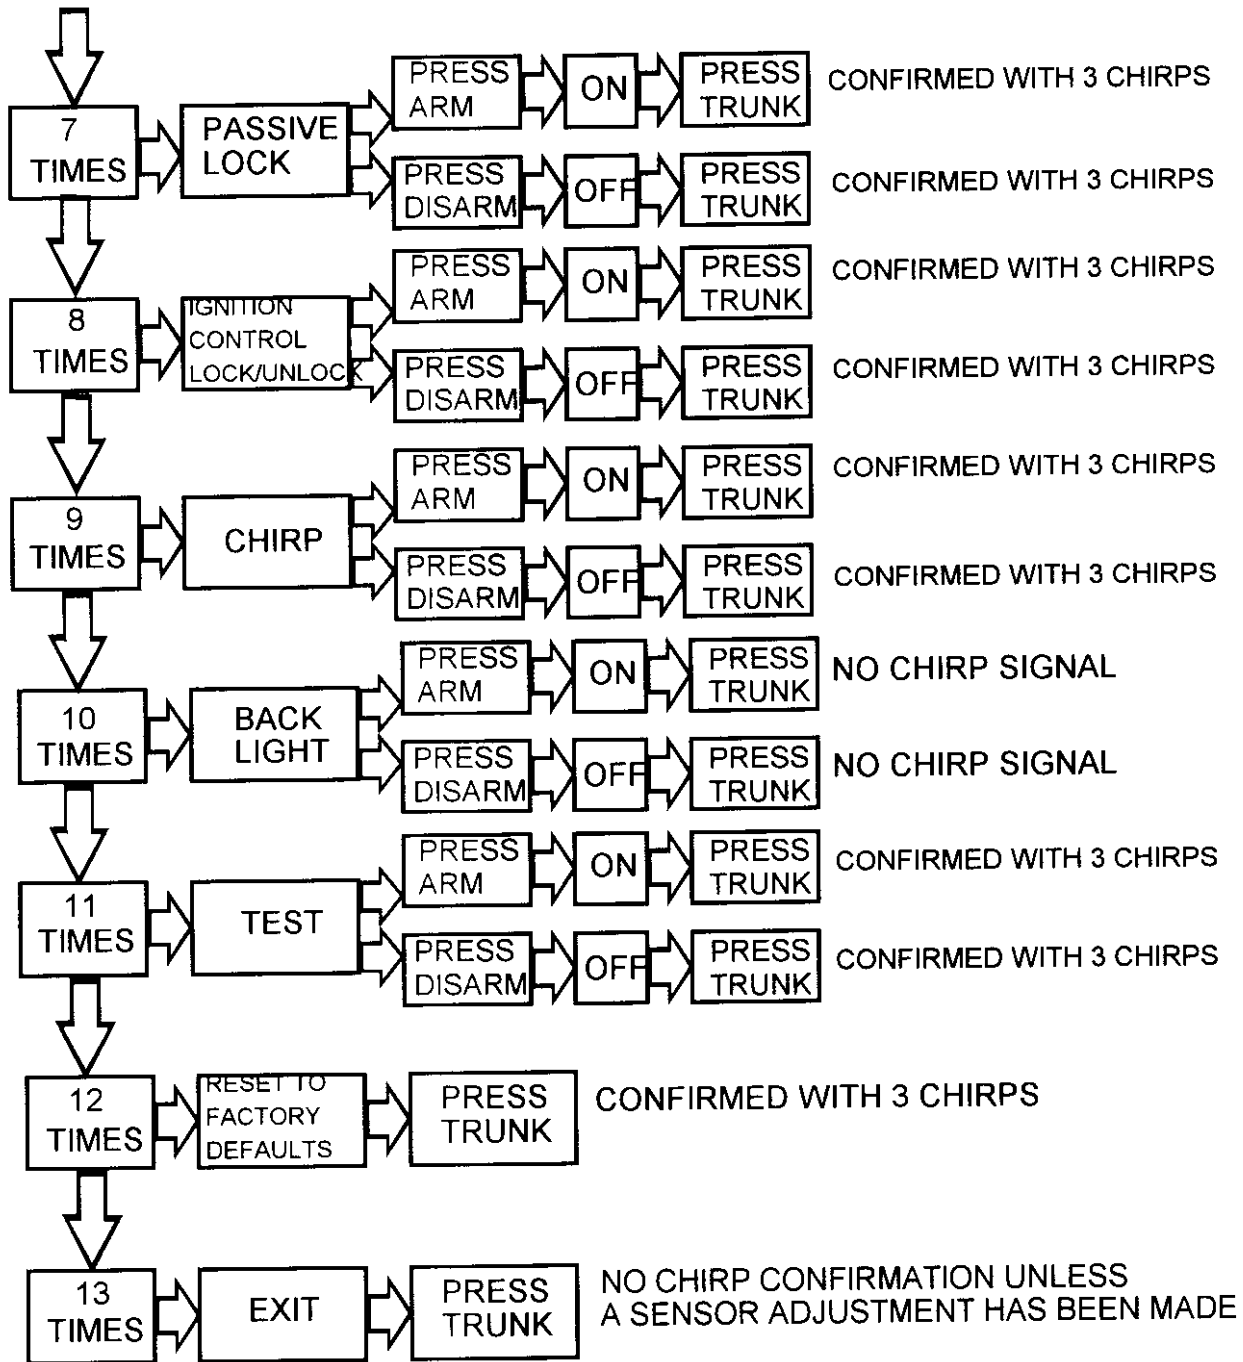 7
TIMES
PASSIVE
LOCK
PRESS
ARM
ON
PRESS
TRUNK
CONFIRMED WITH 3 CHIRPS
PRESS
DISARM
OFF
PRESS
TRUNK
CONFIRMED WITH 3 CHIRPS
8
TIMES
IGNITION
CONTROL
LOCK/UNLOCK
PRESS
ARM
ON
PRESS
TRUNK
CONFIRMED WITH 3 CHIRPS
PRESS
DISARM
OFF
PRESS
TRUNK
CONFIRMED WITH 3 CHIRPS
9
TIMES
CHIRP
PRESS
ARM
ON
PRESS
TRUNK
CONFIRMED WITH 3 CHIRPS
PRESS
DISARM
OFF
PRESS
TRUNK
CONFIRMED WITH 3 CHIRPS
10
TIMES
BACK
LIGHT
PRESS
ARM
ON
PRESS
TRUNK
NO CHIRP SIGNAL
PRESS
DISARM
OFF
PRESS
TRUNK
NO CHIRP SIGNAL
11
TIMES
TEST
PRESS
ARM
ON
PRESS
TRUNK
CONFIRMED WITH 3 CHIRPS
PRESS
DISARM
OFF
PRESS
TRUNK
CONFIRMED WITH 3 CHIRPS
12
TIMES
RESET TO
FACTORY
DEFAULTS
PRESS
TRUNK
CONFIRMED WITH 3 CHIRPS
13
TIMES
EXIT
PRESS
TRUNK
NO CHIRP CONFIRMATION UNLESS
A SENSOR ADJUSTMENT HAS BEEN MADE